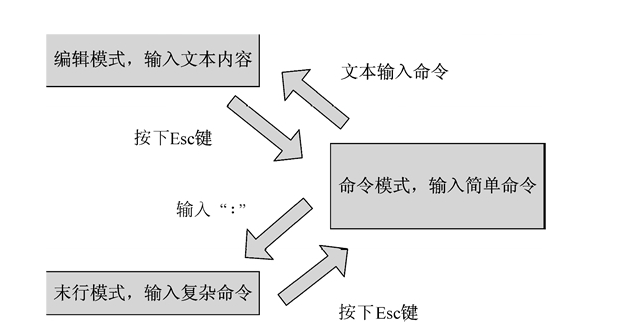 编辑模式，输入文本内容
文本输入命令
按下Esc键
命令模式，输入简单命令
输入“：”
末行模式，输入复杂命令
按下Esc键